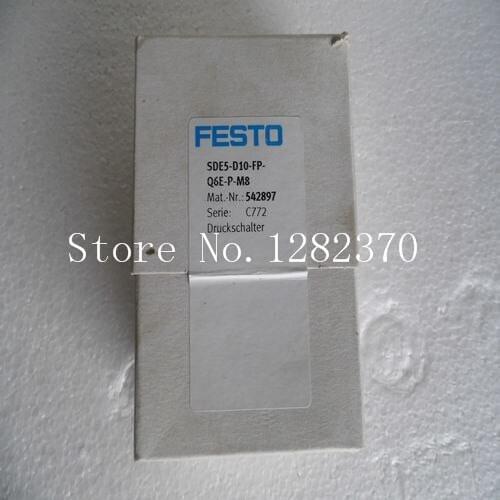 FESTO
SDE5-D10-FP-
Q6E-P-M8
Mat.-Nr.: 542897
Serie: C772
Druckschalter
Store No. 1282370